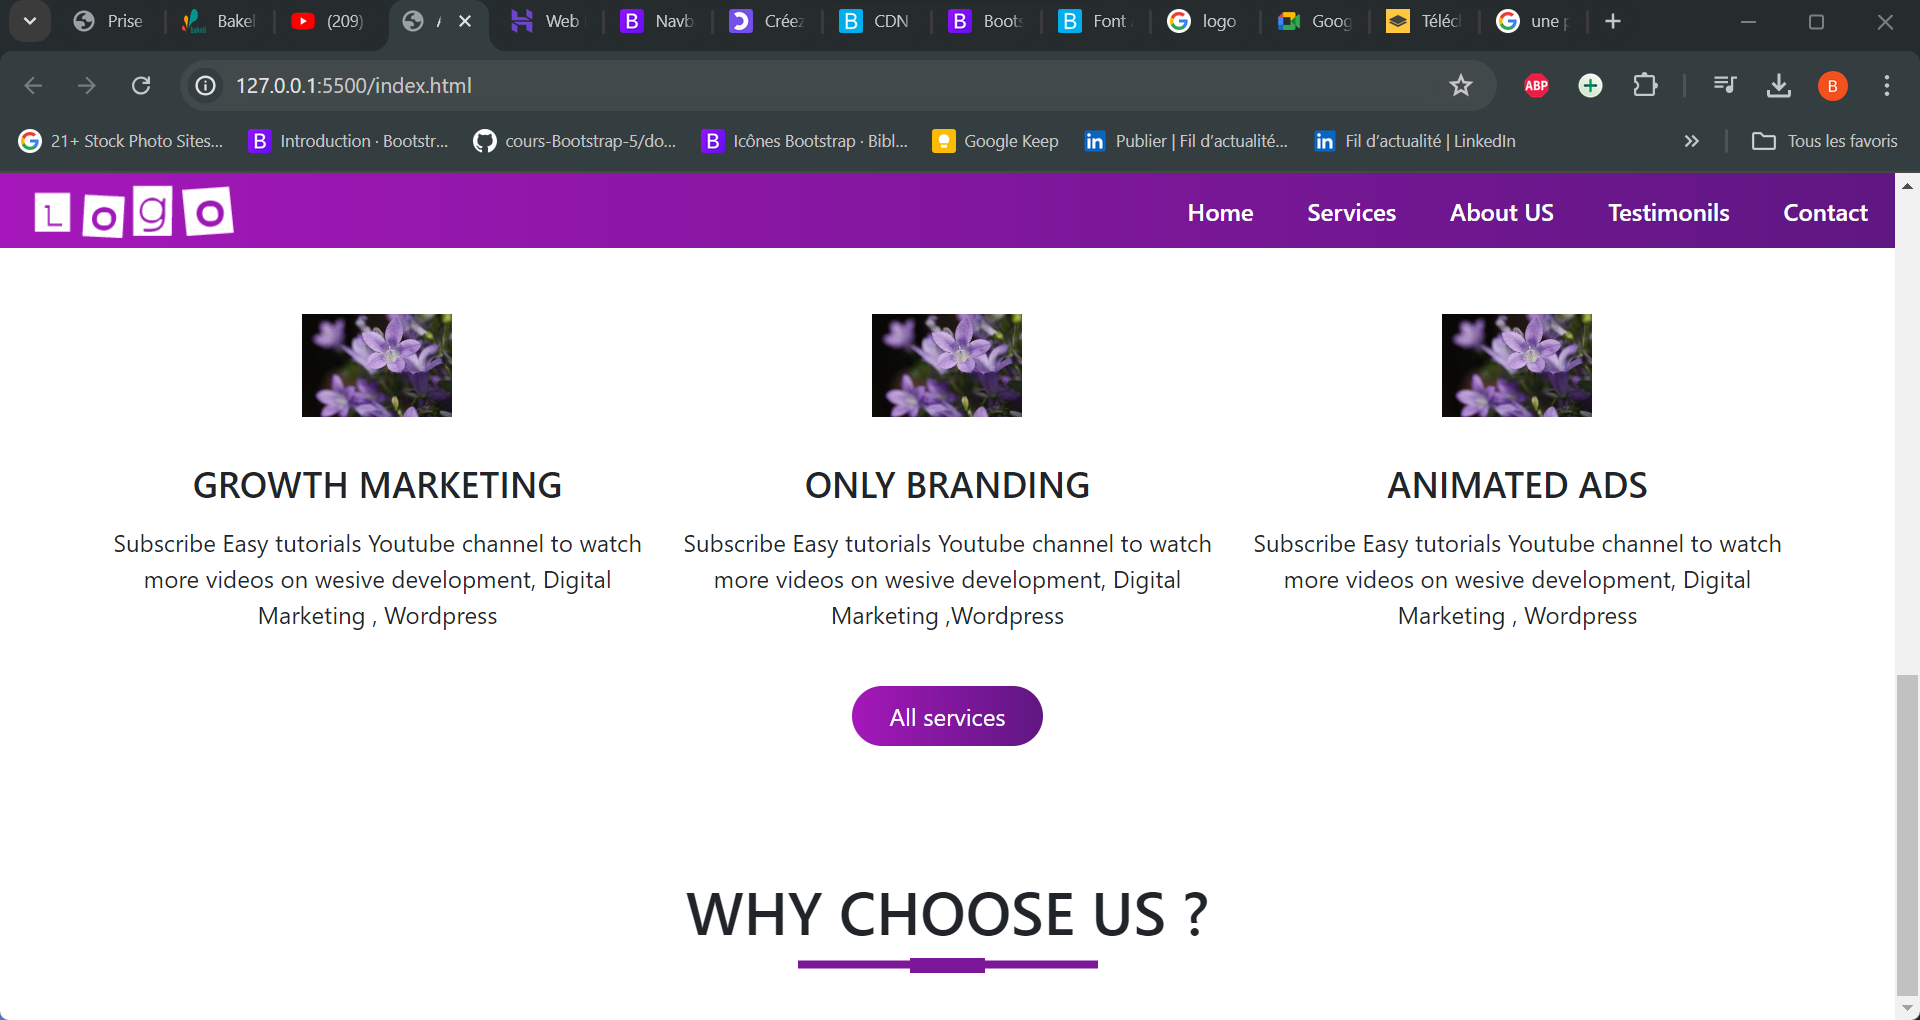 Prise
Bakel
(209)
Web
Navb
Créez
CDN
Boots
Font
logo
Goog
Téléc
une p
127.0.0.1:5500/index.html
ABP
B
21+ Stock Photo Sites...
Introduction · Bootstr...
cours-Bootstrap-5/do...
Icônes Bootstrap · Bibl...
Google Keep
Publier | Fil d'actualité...
Fil d'actualité | LinkedIn
Tous les favoris
LogO
Home
Services
About US
Testimonils
Contact
GROWTH MARKETING
Subscribe Easy tutorials Youtube channel to watch
more videos on wesive development, Digital
Marketing , Wordpress
ONLY BRANDING
Subscribe Easy tutorials Youtube channel to watch
more videos on wesive development, Digital
Marketing ,Wordpress
ANIMATED ADS
Subscribe Easy tutorials Youtube channel to watch
more videos on wesive development, Digital
Marketing , Wordpress
All services
WHY CHOOSE US ?